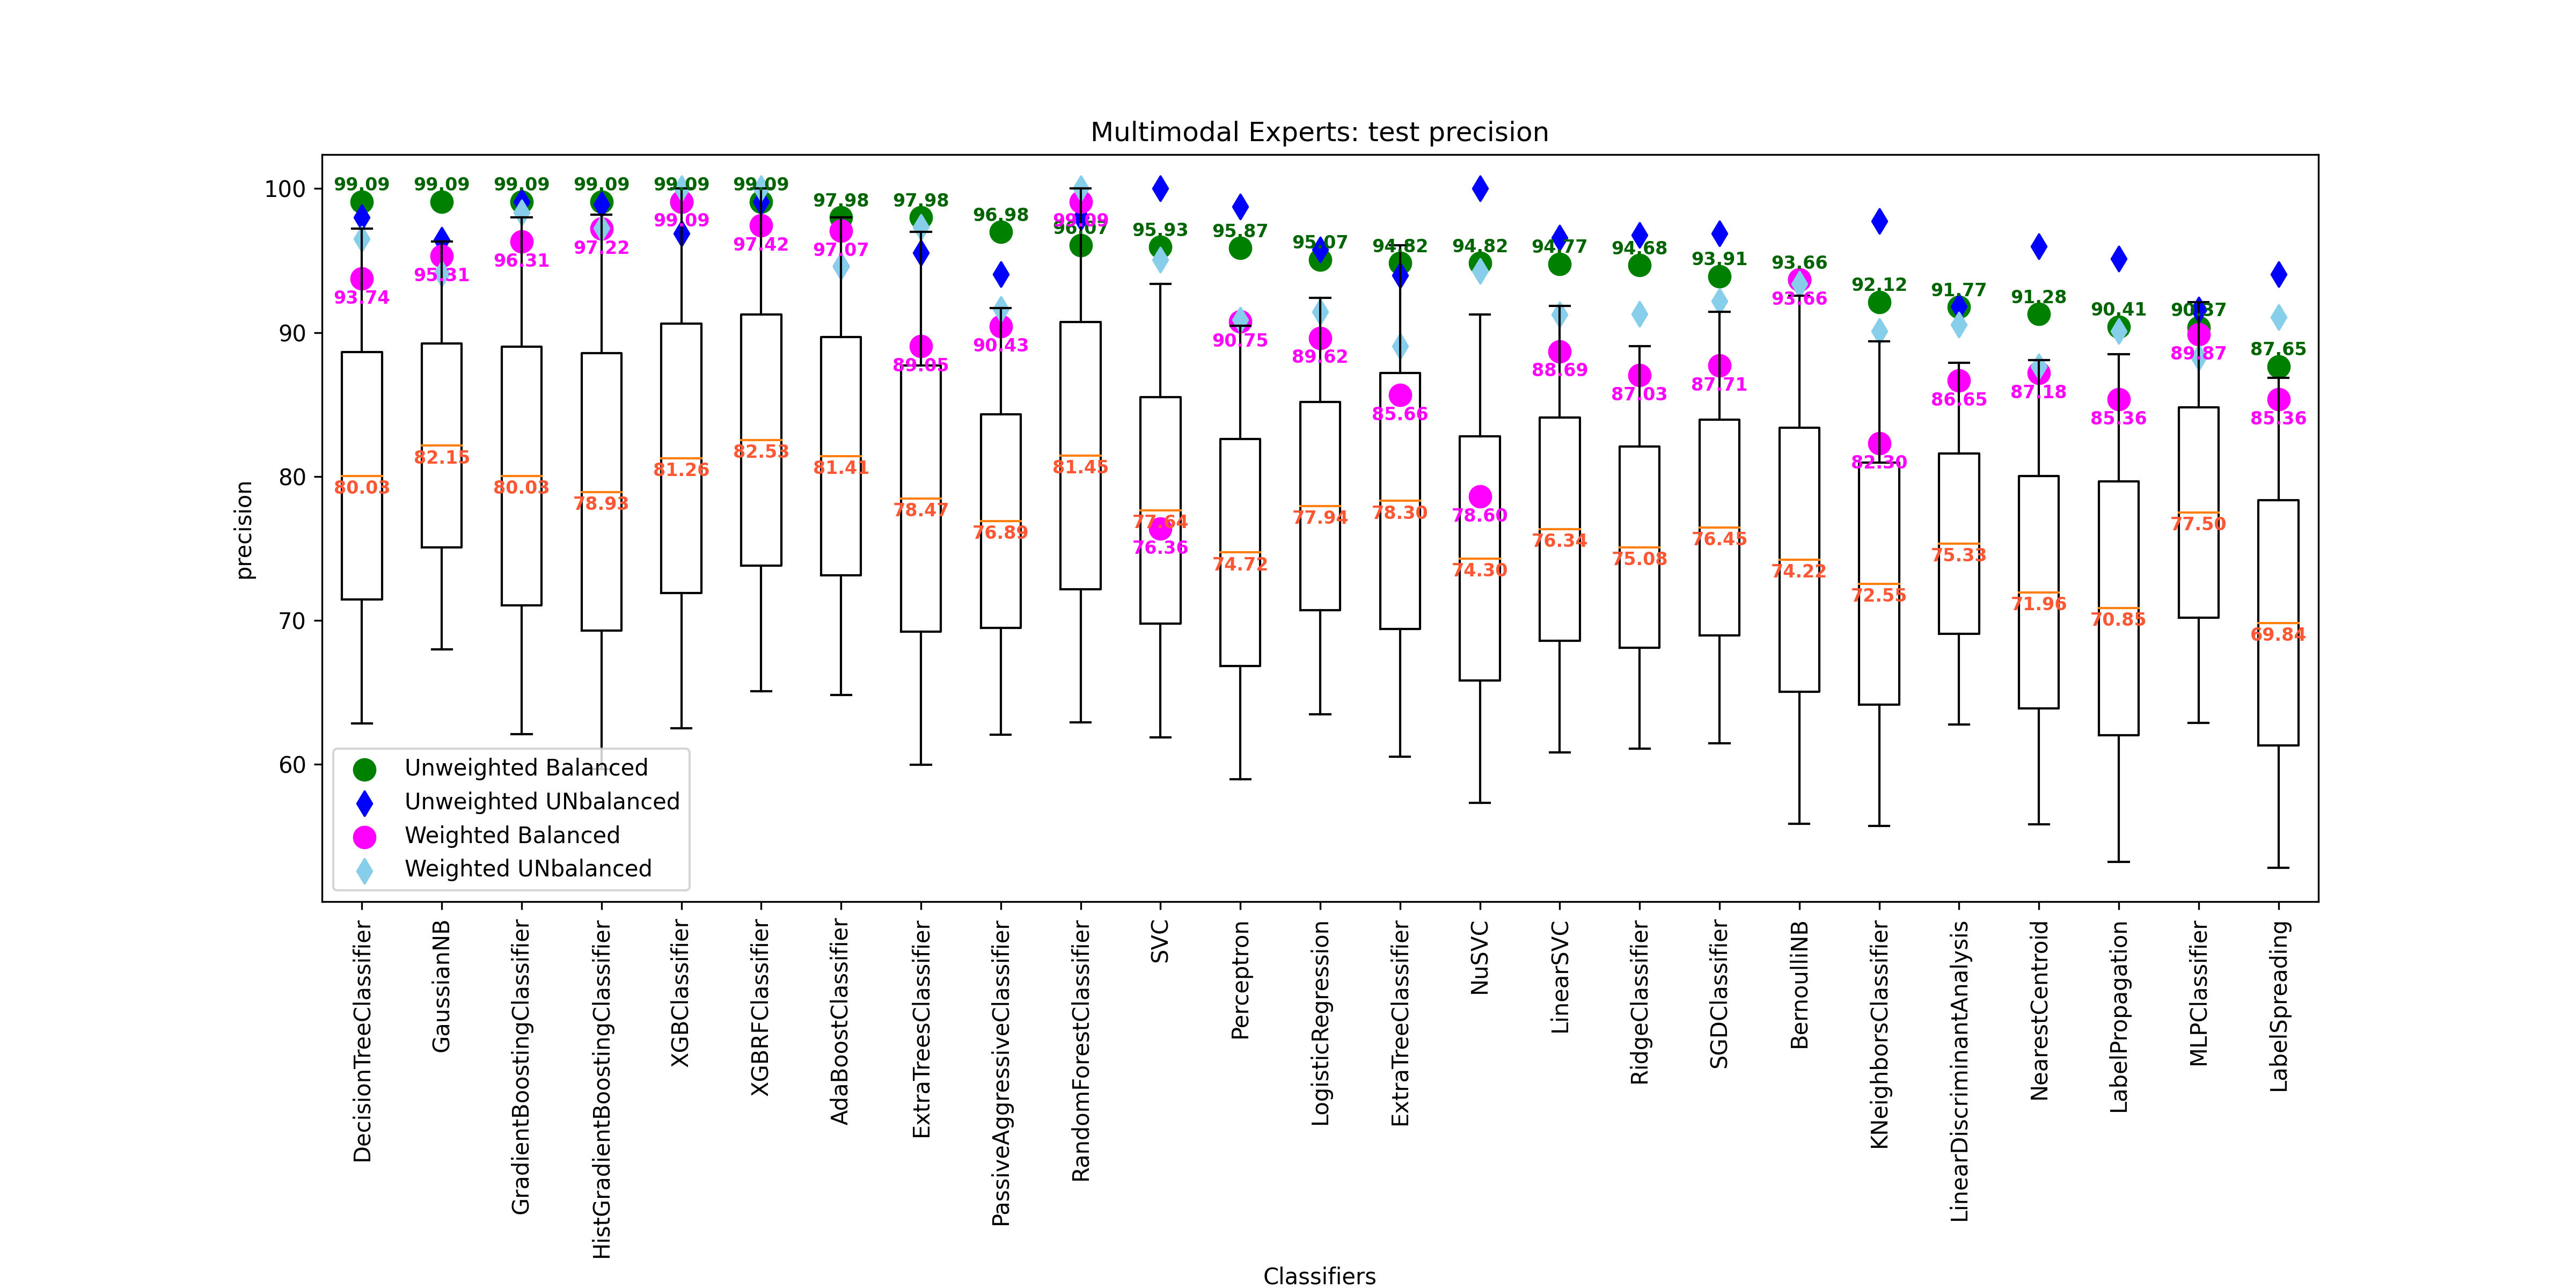 Multimodal Experts: test precision
precision
100
90
80
70
60
99.09 99.09 99.09 99.09 99.09 99.09 97.98 97.98 96.98 96.07 95.93 95.87 95.07 94.82 94.82 94.77 94.68 93.91 93.66 92.12 91.77 91.28 90.41 90.37 87.65
93.74 95.31 96.31 97.22 99.09 97.42 97.07 89.05 90.43 99.09 76.36 90.75 89.62 85.66 78.60 88.69 87.03 87.71 93.66 82.30 86.65 87.18 85.36 89.87 85.36
80.03 82.15 80.03 78.93 81.26 82.53 81.41 78.47 76.89 81.45 77.64 74.72 77.94 78.30 74.30 76.34 75.08 76.45 74.22 72.55 75.33 71.96 70.85 77.50 69.84
Unweighted Balanced
Unweighted UNbalanced
Weighted Balanced
Weighted UNbalanced
DecisionTreeClassifier
GaussianNB
GradientBoostingClassifier
HistGradientBoostingClassifier
XGBClassifier
XGBRFClassifier
AdaBoostClassifier
ExtraTreesClassifier
PassiveAggressiveClassifier
RandomForestClassifier
SVC
Perceptron
LogisticRegression
ExtraTreeClassifier
NuSVC
LinearSVC
RidgeClassifier
SGDClassifier
BernoulliNB
KNeighborsClassifier
LinearDiscriminantAnalysis
NearestCentroid
LabelPropagation
MLPClassifier
LabelSpreading
Classifiers